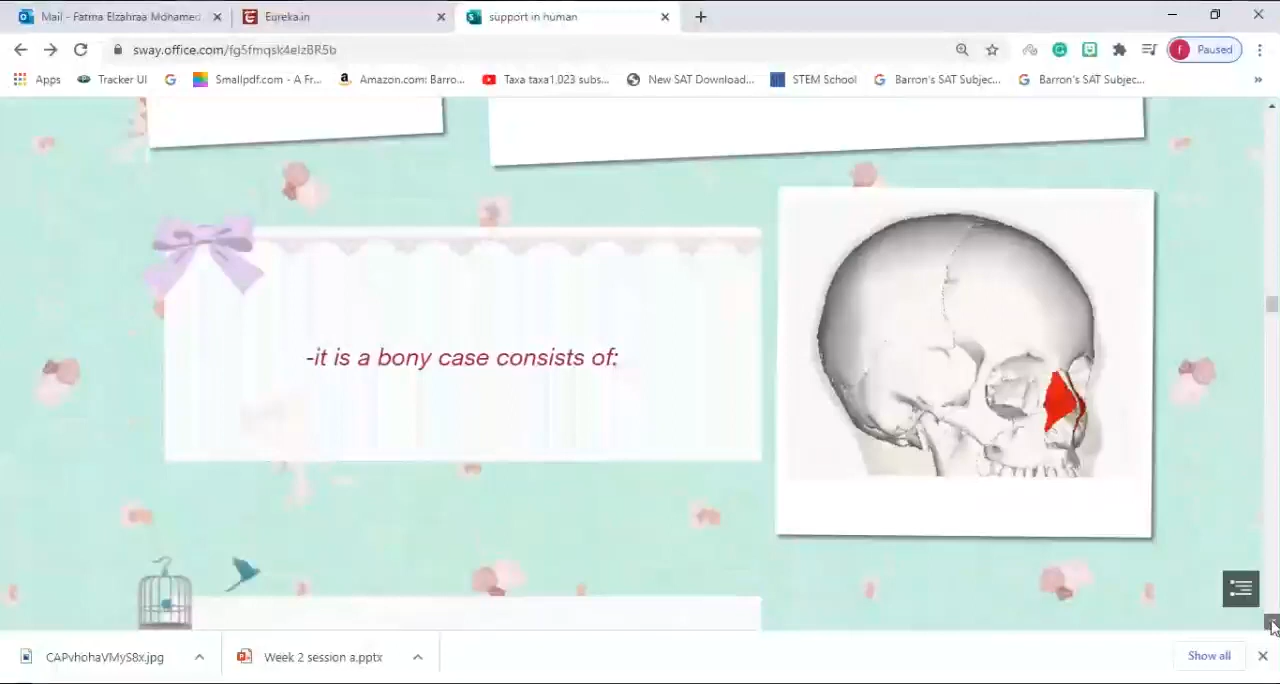 Mail - Fatma Elzahraa Mohamed
Eureka.in
support in human
sway.office.com/fg5fmqsk4elzBR5b
f
Paused
Apps
Tracker UI
Smallpdf.com - A Fr...
Amazon.com: Barro...
Taxa taxa1,023 subs...
New SAT Download...
STEM School
Barron's SAT Subjec...
Barron's SAT Subjec...
-it is a bony case consists of:
CAPvhohaVMyS8x.jpg
Week 2 session a.pptx
Show all